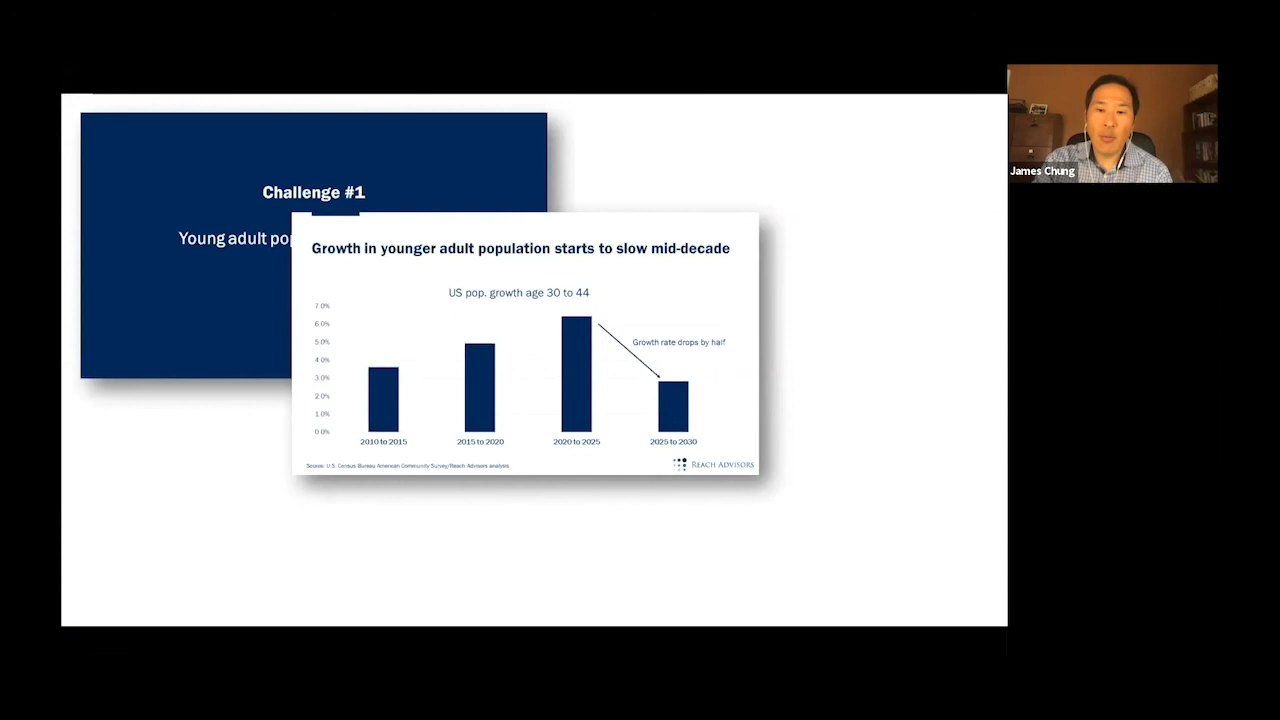 Challenge #1
Young adult pop
Growth in younger adult population starts to slow mid-decade
US pop. growth age 30 to 44
7.0%
6.0%
5.0%
4.0%
3.0%
2.0%
1.0%
0.0%
Growth rate drops by half
2010 to 2015
2015 to 2020
2020 to 2025
2025 to 2030
Source: U.S. Census Bureau American Community Survey/Reach Advisors analysis
REACH ADVISORS
James Chung